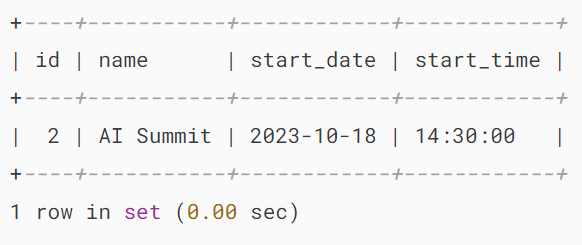 +----+-----------+------------+------------+
| id | name      | start_date | start_time |
+----+-----------+------------+------------+
|  2 | AI Summit | 2023-10-18 | 14:30:00   |
+----+-----------+------------+------------+
1 row in set (0.00 sec)